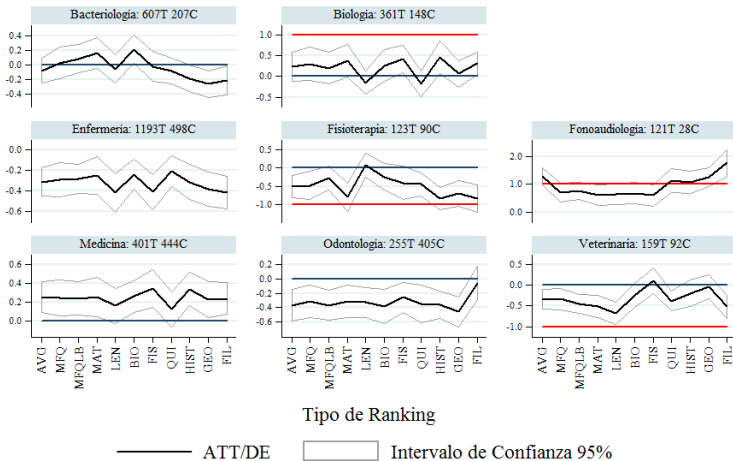 Bacteriologia: 607T 207C
Biologia: 361T 148C
0.4
0.2
0.0
-0.2
-0.4
1.0
0.5
0.0
-0.5
Enfermeria: 1193T 498C
Fisioterapia: 123T 90C
Fonoaudiologia: 121T 28C
0.0
-0.2
-0.4
-0.6
0.5
0.0
-0.5
-1.0
2.0
1.0
0.0
Medicina: 401T 444C
Odontologia: 255T 405C
Veterinaria: 159T 92C
0.6
0.4
0.2
0.0
0.0
-0.2
-0.4
-0.6
0.5
0.0
-0.5
-1.0
AVG MFQ MFQLB MAT LEN BIO FIS QUI HIST GEO FIL
AVG MFQ MFQLB MAT LEN BIO FIS QUI HIST GEO FIL
AVG MFQ MFQLB MAT LEN BIO FIS QUI HIST GEO FIL
Tipo de Ranking
ATT/DE
Intervalo de Confianza 95%